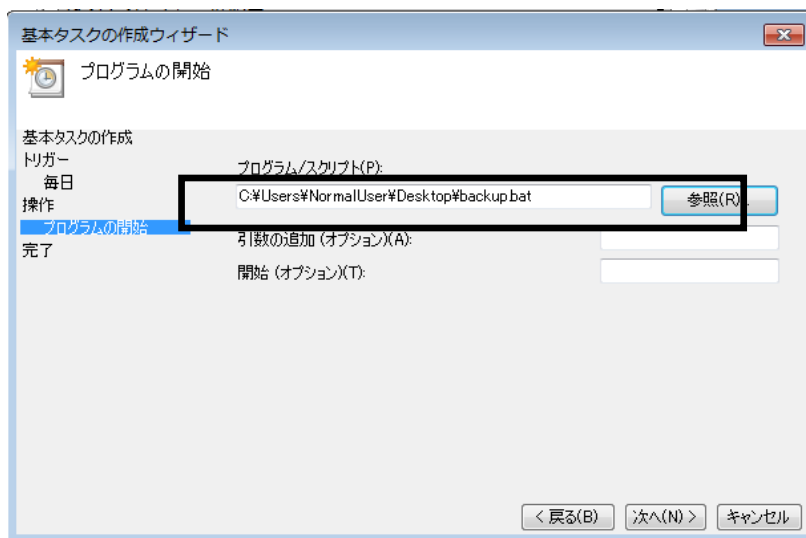 基本タスクの作成ウィザード
プログラムの開始
基本タスクの作成
トリガー
毎日
操作
プログラムの開始
完了
プログラム/スクリプト(P):
C:¥Users¥NormalUser¥Desktop¥backup.bat
参照(R)...
引数の追加 (オプション)(A):
開始 (オプション)(T):
< 戻る(B)
次へ(N) >
キャンセル